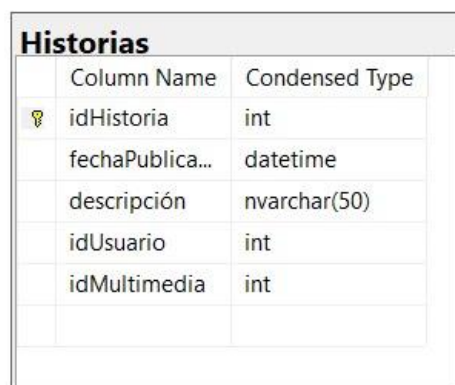 Historias
Column Name Condensed Type
idHistoria int
fechaPublica... datetime
descripción nvarchar(50)
idUsuario int
idMultimedia int